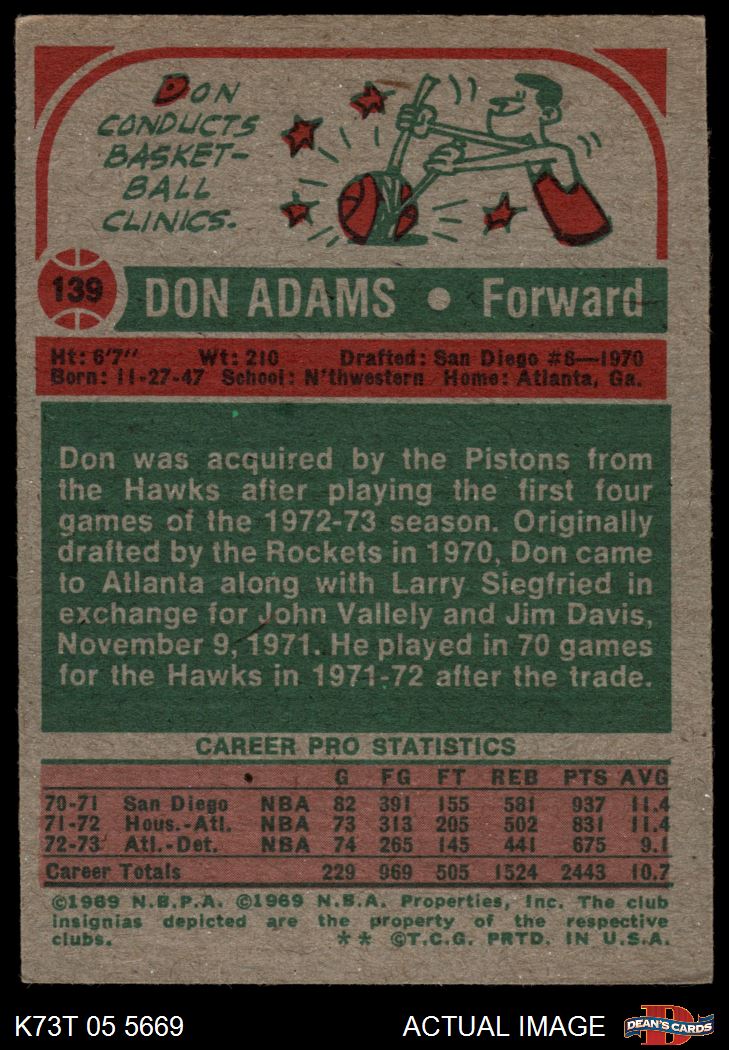 DON
CONDUCTS
BASKET-
BALL
CLINICS.
N
139 DON ADAMS • Forward
Ht: 6'7" Wt: 210 Drafted: San Diego #8—1970
Born: 11-27-47 School: N'thwestern Home: Atlanta, Ga.
Don was acquired by the Pistons from
the Hawks after playing the first four
games of the 1972-73 season. Originally
drafted by the Rockets in 1970, Don came
to Atlanta along with Larry Siegfried in
exchange for John Vallely and Jim Davis,
November 9, 1971. He played in 70 games
for the Hawks in 1971-72 after the trade.
CAREER PRO STATISTICS
G FG FT REB PTS AVG
70-71 San Diego NBA 82 391 155 581 937 11.4
71-72 Hous.-Atl. NBA 73 313 205 502 831 11.4
72-73 Atl.-Det. NBA 74 265 145 441 675 9.1
Career Totals 229 969 505 1524 2443 10.7
©1969 N.B.P.A. ©1969 N.B.A. Properties, Inc. The club
insignias depicted are the property of the respective
clubs. ** ©T.C.G. PRTD. IN U.S.A.
K73T 05 5669 ACTUAL IMAGE DEAN'S CARDS